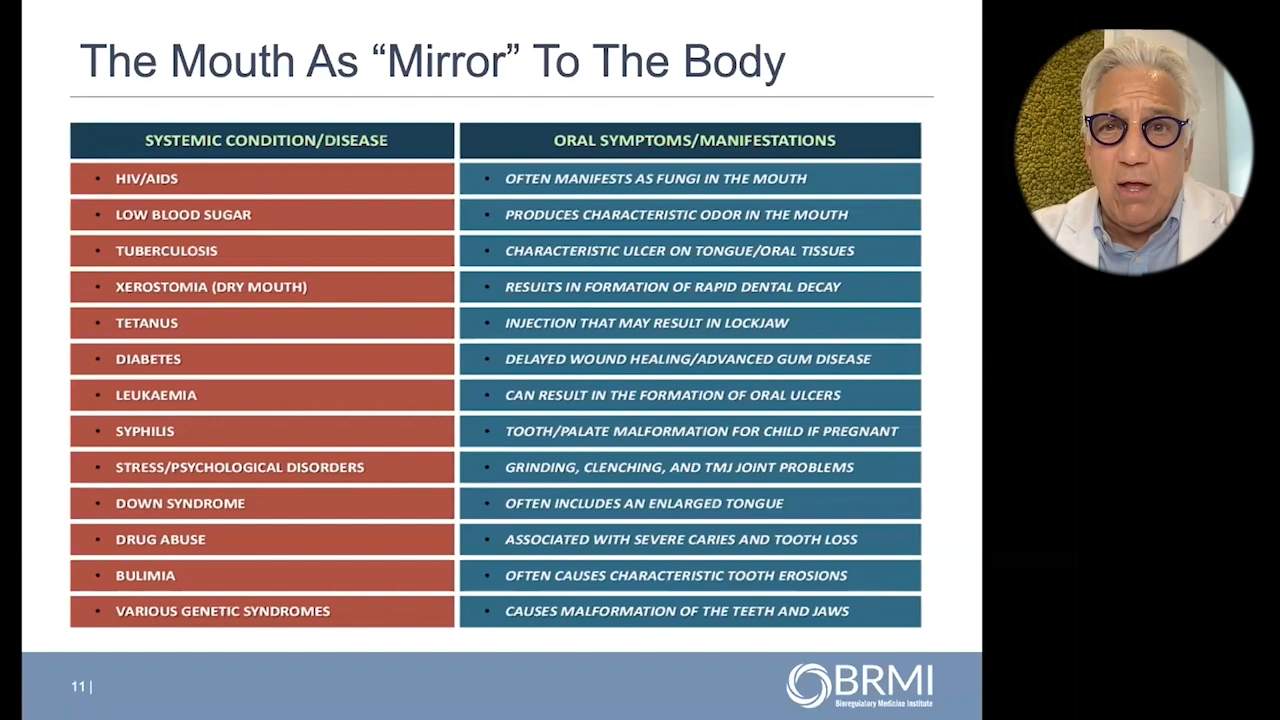 The Mouth As “Mirror” To The Body
SYSTEMIC CONDITION/DISEASE ORAL SYMPTOMS/MANIFESTATIONS
• HIV/AIDS • OFTEN MANIFESTS AS FUNGI IN THE MOUTH
• LOW BLOOD SUGAR • PRODUCES CHARACTERISTIC ODOR IN THE MOUTH
• TUBERCULOSIS • CHARACTERISTIC ULCER ON TONGUE/ORAL TISSUES
• XEROSTOMIA (DRY MOUTH) • RESULTS IN FORMATION OF RAPID DENTAL DECAY
• TETANUS • INJECTION THAT MAY RESULT IN LOCKJAW
• DIABETES • DELAYED WOUND HEALING/ADVANCED GUM DISEASE
• LEUKAEMIA • CAN RESULT IN THE FORMATION OF ORAL ULCERS
• SYPHILIS • TOOTH/PALATE MALFORMATION FOR CHILD IF PREGNANT
• STRESS/PSYCHOLOGICAL DISORDERS • GRINDING, CLENCHING, AND TMJ JOINT PROBLEMS
• DOWN SYNDROME • OFTEN INCLUDES AN ENLARGED TONGUE
• DRUG ABUSE • ASSOCIATED WITH SEVERE CARIES AND TOOTH LOSS
• BULIMIA • OFTEN CAUSES CHARACTERISTIC TOOTH EROSIONS
• VARIOUS GENETIC SYNDROMES • CAUSES MALFORMATION OF THE TEETH AND JAWS
11 |
BRMI
Bioregulatory Medicine Institute